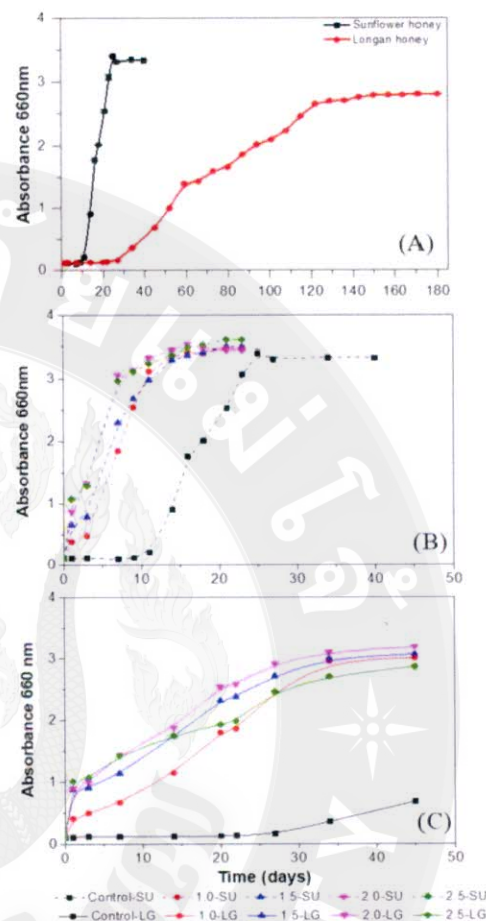 Sunflower honey
Longan honey
4
3
2
1
0
Absorbance 660nm
(A)
0 20 40 60 80 100 120 140 160 180
4
3
2
1
0
Absorbance 660nm
(B)
0 10 20 30 40 50
4
3
2
1
0
Absorbance 660 nm
(C)
0 10 20 30 40 50
Time (days)
Control-SU 1.0-SU 1.5-SU 2.0-SU 2.5-SU
Control-LG 1.0-LG 1.5-LG 2.0-LG 2.5-LG